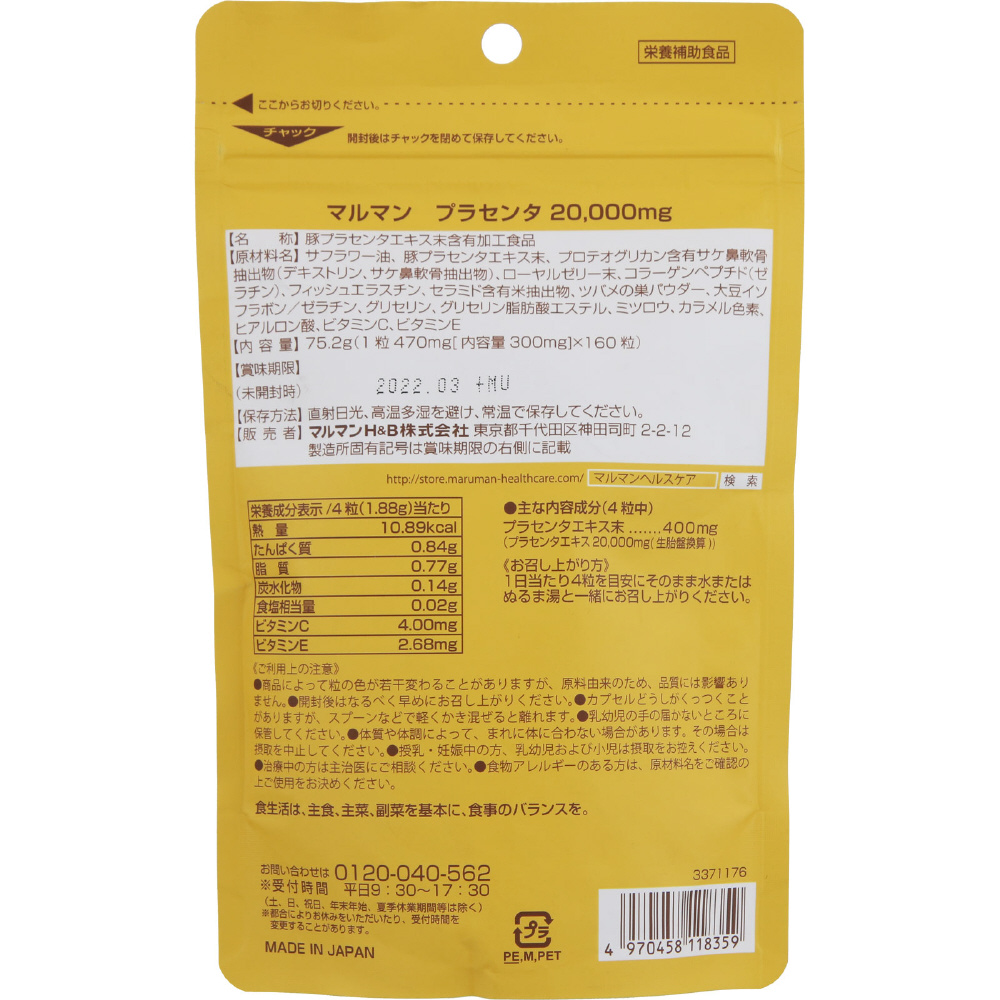 栄養補助食品
ここからお切りください。
チャック
開封後はチャックを閉めて保存してください。
マルマン プラセンタ 20,000mg
【名 称】豚プラセンタエキス末含有加工食品
【原材料名】サフラワー油、豚プラセンタエキス末、プロテオグリカン含有サケ鼻軟骨
抽出物(デキストリン、サケ鼻軟骨抽出物)、ローヤルゼリー末、コラーゲンペプチド(ゼ
ラチン)、フィッシュエラスチン、セラミド含有米抽出物、ツバメの巣パウダー、大豆イソ
フラボン/ゼラチン、グリセリン、グリセリン脂肪酸エステル、ミツロウ、カラメル色素、
ヒアルロン酸、ビタミンC、ビタミンE
【内 容 量】75.2g(1粒 470mg[内容量 300mg]×160粒)
【賞味期限】
(未開封時) 2022.03 +MU
【保存方法】直射日光、高温多湿を避け、常温で保存してください。
【販 売 者】マルマンH&B株式会社 東京都千代田区神田司町 2-2-12
製造所固有記号は賞味期限の右側に記載
http://store.maruman-healthcare.com/ マルマンヘルスケア 検 索
栄養成分表示/4粒(1.88g)当たり
熱 量 10.89kcal
たんぱく質 0.84g
脂 質 0.77g
炭水化物 0.14g
食塩相当量 0.02g
ビタミンC 4.00mg
ビタミンE 2.68mg
●主な内容成分(4粒中)
プラセンタエキス末 .......400mg
(プラセンタエキス20,000mg(生胎盤換算))
《お召し上がり方》
1日当たり4粒を目安にそのまま水または
ぬるま湯と一緒にお召し上がりください。
《ご利用上の注意》
●商品によって粒の色が若干変わることがありますが、原料由来のため、品質には影響あり
ません。●開封後はなるべく早めにお召し上がりください。●カプセルどうしがくっつくこと
がありますが、スプーンなどで軽くかき混ぜると離れます。●乳幼児の手の届かないところに
保管してください。●体質や体調によって、まれに体に合わない場合があります。その場合は
摂取を中止してください。●授乳・妊娠中の方、乳幼児および小児は摂取をお控えください。
●治療中の方は主治医にご相談ください。●食物アレルギーのある方は、原材料名をご確認の
上ご使用をお決めください。
食生活は、主食、主菜、副菜を基本に、食事のバランスを。
お問い合わせは 0120-040-562
※受付時間 平日9:30〜17:30
(土、日、祝日、年末年始、夏季休業期間等は除く)
※都合によりお休みをいただいたり、受付時間を
変更することがあります。
MADE IN JAPAN
プラ
PE,M,PET
3371176
4 970458 118359